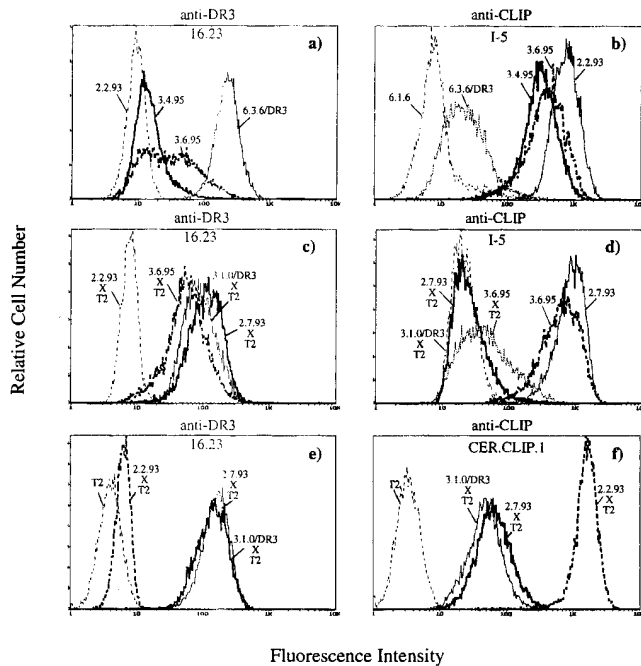 anti-DR3
16.23
a)
2.2.93
3.4.95
3.6.95
6.3.6/DR3
anti-CLIP
I-5
b)
6.1.6
6.3.6/DR3
3.4.95
3.6.95
2.2.93
anti-DR3
16.23
c)
2.2.93
X
T2
3.6.95
X
T2
3.1.0/DR3
X
T2
2.7.93
X
T2
anti-CLIP
I-5
d)
2.7.93
X
T2
3.1.0/DR3
X
T2
3.6.95
X
T2
3.6.95
2.7.93
anti-DR3
16.23
e)
T2
2.2.93
X
T2
2.7.93
X
T2
3.1.0/DR3
X
T2
anti-CLIP
CER.CLIP.1
f)
T2
3.1.0/DR3
X
T2
2.7.93
X
T2
2.2.93
X
T2
Relative Cell Number
Fluorescence Intensity